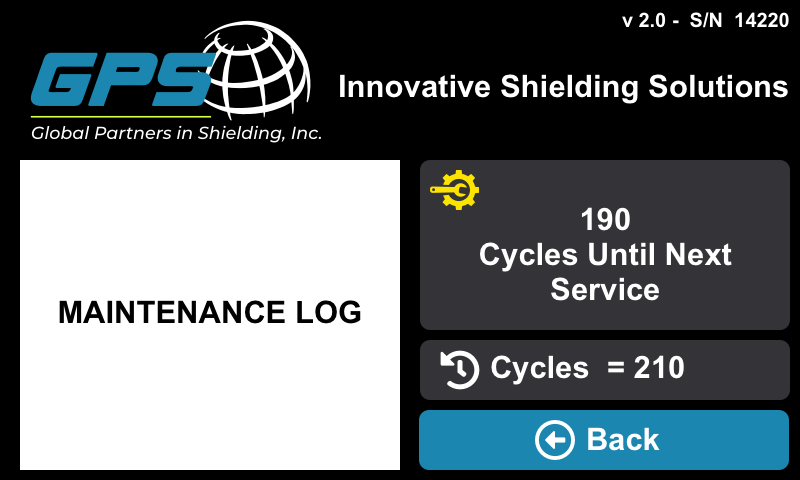 v 2.0 - S/N 14220
GPS
Global Partners in Shielding, Inc.
Innovative Shielding Solutions
MAINTENANCE LOG
190
Cycles Until Next
Service
Cycles = 210
Back